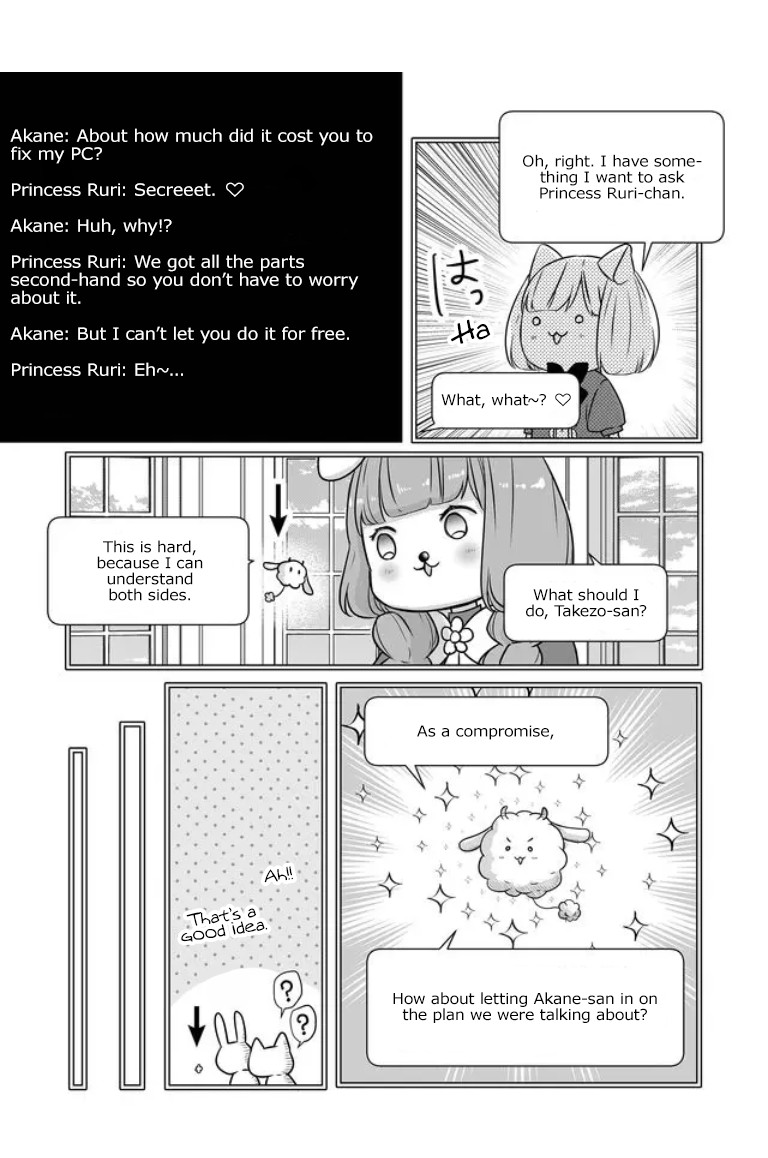 Akane: About how much did it cost you to
fix my PC?
Princess Ruri: Secreeet. ♡
Akane: Huh, why!?
Princess Ruri: We got all the parts
second-hand so you don’t have to worry
about it.
Akane: But I can’t let you do it for free.
Princess Ruri: Eh~...
Oh, right. I have some-
thing I want to ask
Princess Ruri-chan.
はっ
Ha
What, what~? ♡
This is hard,
because I can
understand
both sides.
What should I
do, Takezo-san?
As a compromise,
How about letting Akane-san in on
the plan we were talking about?
Ah!!
That's a
good idea.
?
?